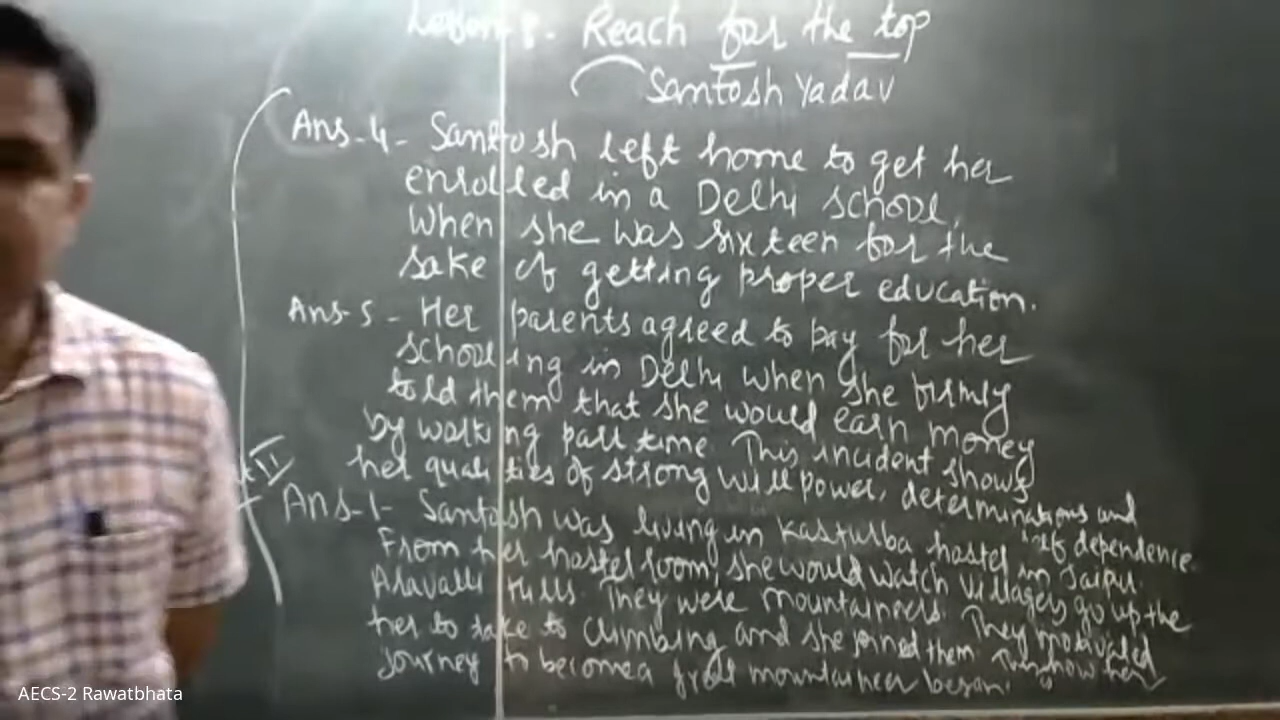 Lesson 8. Reach for the top
Santosh Yadav
Ans-4- Santosh left home to get her
enrolled in a Delhi school,
when she was sixteen for the
sake of getting proper education.
Ans-5- Her parents agreed to pay for her
schooling in Delhi when she firmly
told them that she would earn money
by working part time. This incident shows
her qualities of strong will power, determinations and
self dependence.
II
Ans-1- Santosh was living in Kasturba hostel in Jaipur.
From her hostel room, she would watch villagers go up the
Aravalli Hills. They were mountaineers. They motivated
her to take to climbing and she joined them. how her
journey to become a great mountaineer began.
AECS-2 Rawatbhata